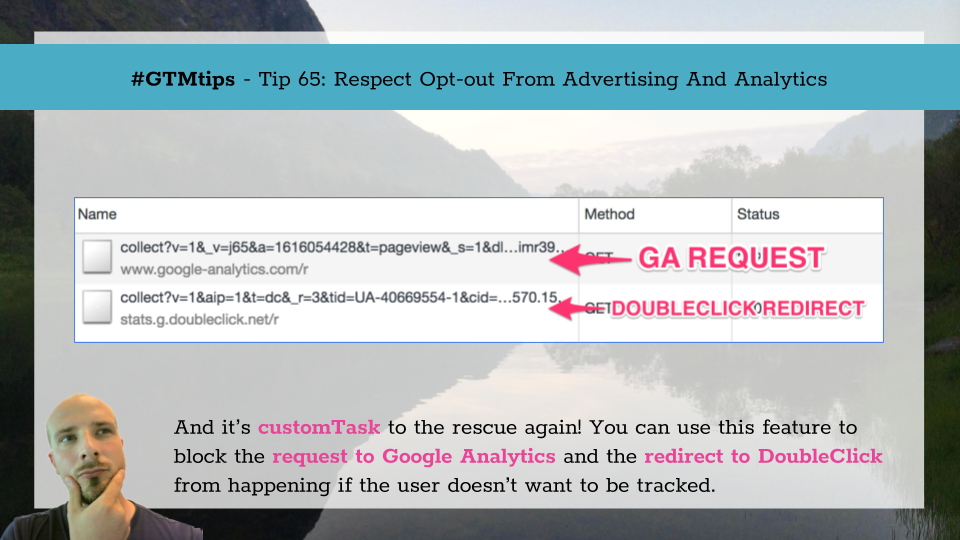 #GTMtips - Tip 65: Respect Opt-out From Advertising And Analytics
Name Method Status
collect?v=1&_v=j65&a=1616054428&t=pageview&_s=1&dl…imr39..
www.google-analytics.com/r
GET
GA REQUEST
collect?v=1&aip=1&t=dc&_r=3&tid=UA-40669554-1&cid=…570.15..
stats.g.doubleclick.net/r
GET
DOUBLECLICK REDIRECT
And it's customTask to the rescue again! You can use this feature to
block the request to Google Analytics and the redirect to DoubleClick
from happening if the user doesn't want to be tracked.